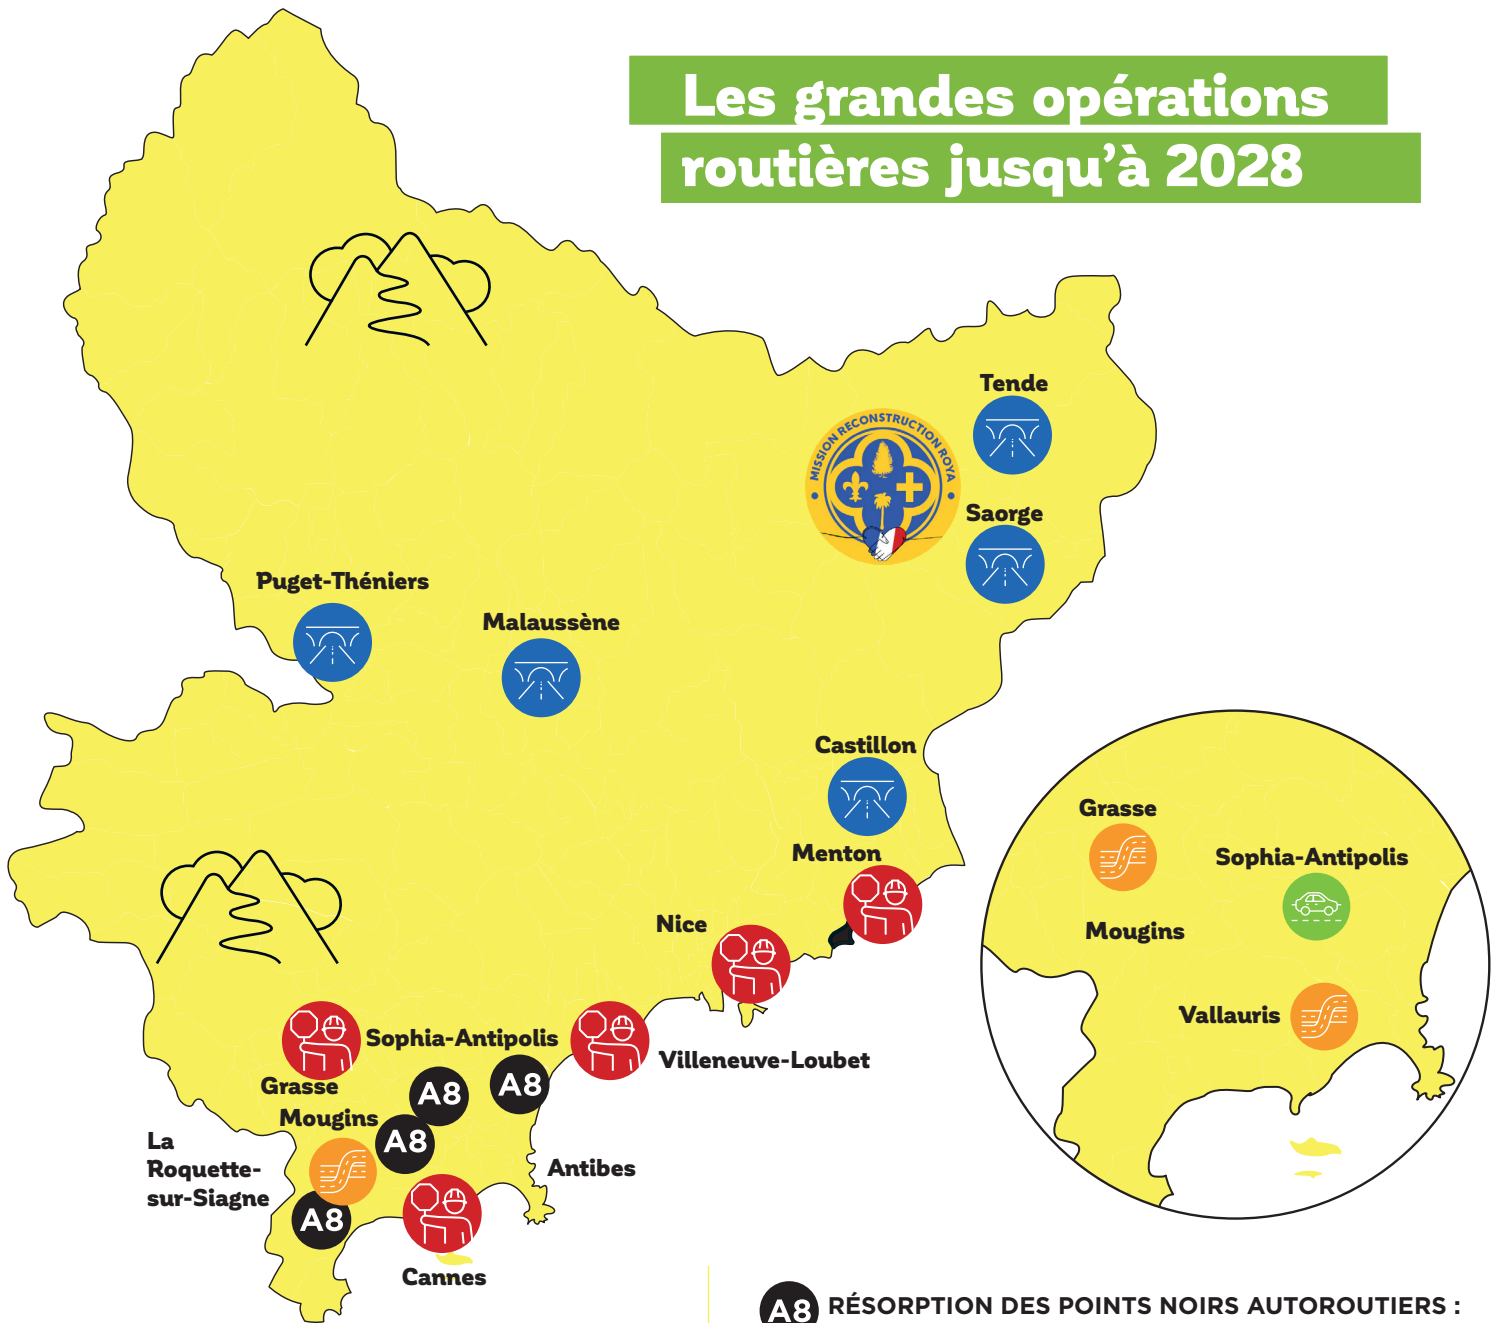 Les grandes opérations
routières jusqu'à 2028
Tende
MISSION RECONSTRUCTION ROYA
Saorge
Puget-Théniers
Malaussène
Castillon
Menton
Nice
Grasse
Sophia-Antipolis
Mougins
Vallauris
Sophia-Antipolis
Villeneuve-Loubet
Grasse
A8
A8
Mougins
A8
La
Roquette-
sur-Siagne
Antibes
A8
Cannes
A8 RÉSORPTION DES POINTS NOIRS AUTOROUTIERS :